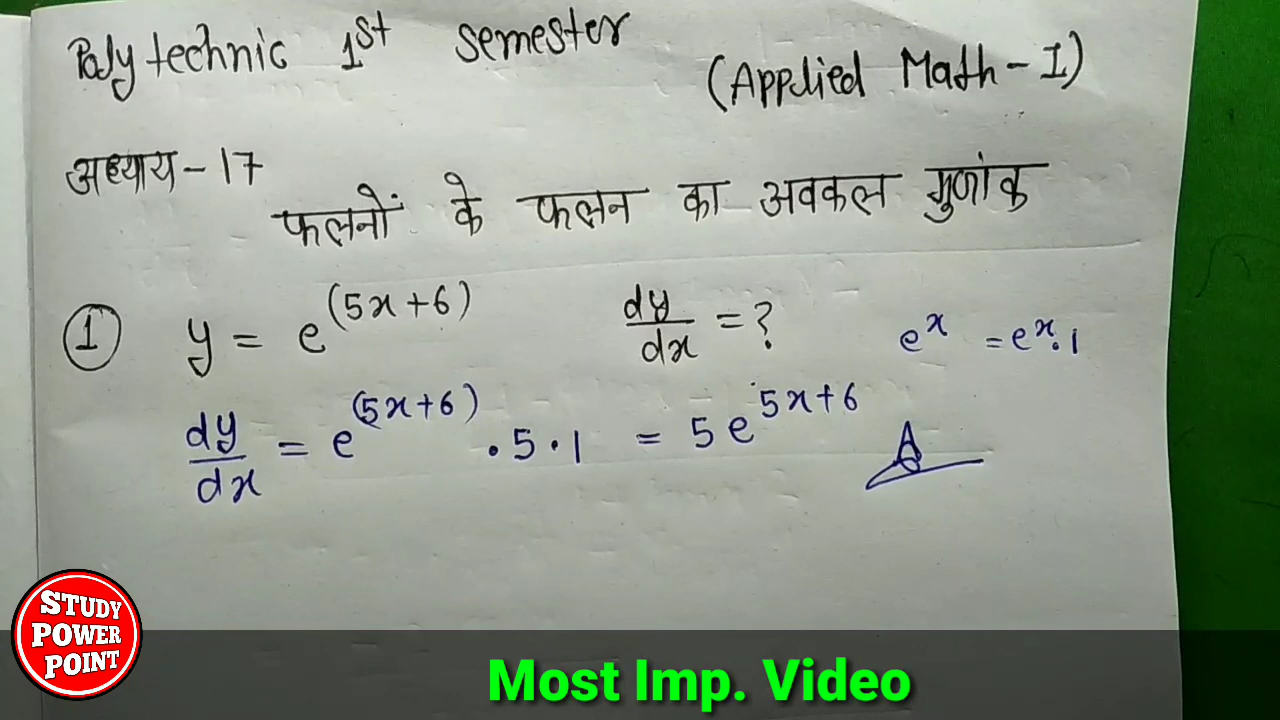 Polytechnic 1st semester
(Applied Math-I)
अध्याय-17
फलनों के फलन का अवकल गुणांक
① y = e^(5x+6) dy/dx = ? e^x = e^x.1
dy/dx = e^(5x+6) .5.1 = 5e^5x+6 A
STUDY
POWER
POINT
Most Imp. Video